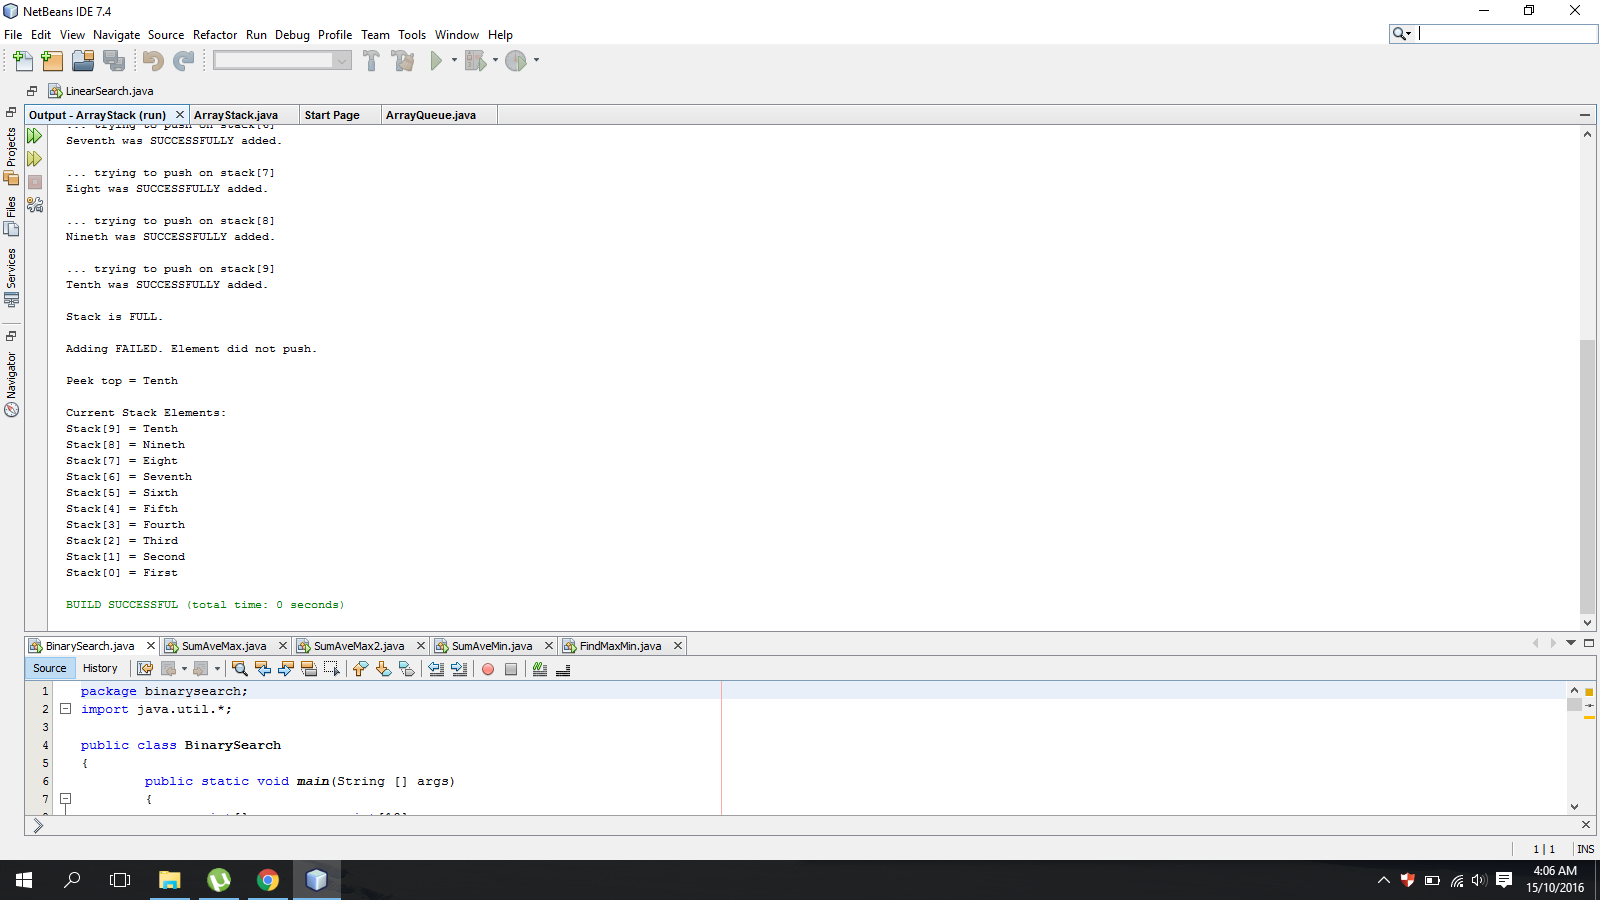 NetBeans IDE 7.4
File Edit View Navigate Source Refactor Run Debug Profile Team Tools Window Help
LinearSearch.java
Output - ArrayStack (run) ArrayStack.java Start Page ArrayQueue.java
Projects
Files
Services
Navigator
... trying to push on stack[6]
Seventh was SUCCESSFULLY added.
... trying to push on stack[7]
Eight was SUCCESSFULLY added.
... trying to push on stack[8]
Nineth was SUCCESSFULLY added.
... trying to push on stack[9]
Tenth was SUCCESSFULLY added.
Stack is FULL.
Adding FAILED. Element did not push.
Peek top = Tenth
Current Stack Elements:
Stack[9] = Tenth
Stack[8] = Nineth
Stack[7] = Eight
Stack[6] = Seventh
Stack[5] = Sixth
Stack[4] = Fifth
Stack[3] = Fourth
Stack[2] = Third
Stack[1] = Second
Stack[0] = First
BUILD SUCCESSFUL (total time: 0 seconds)
BinarySearch.java SumAveMax.java SumAveMax2.java SumAveMin.java FindMaxMin.java
Source History
1 package binarysearch;
2 import java.util.*;
3
4 public class BinarySearch
5 {
6 public static void main(String [] args)
7 {
1 | 1 INS
4:06 AM
15/10/2016